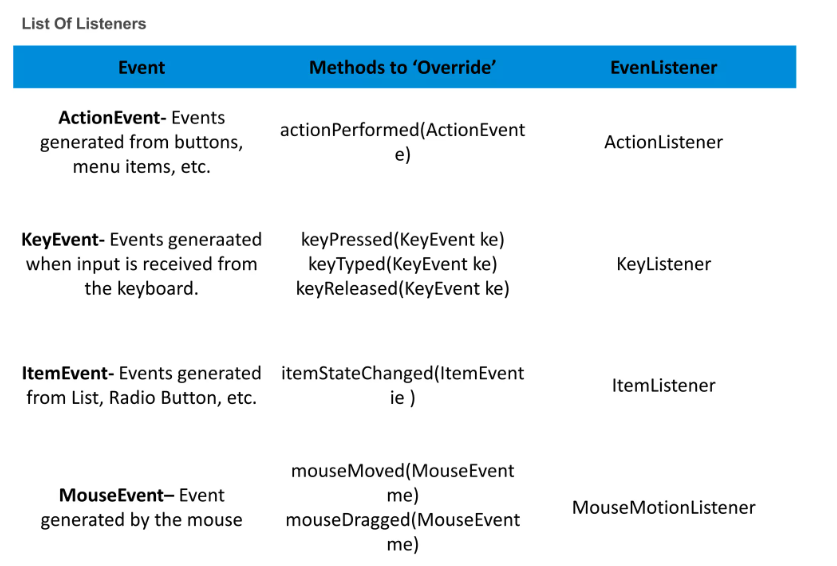 List Of Listeners
Event
Methods to ‘Override’
EvenListener
ActionEvent- Events
generated from buttons,
menu items, etc.
actionPerformed(ActionEvent
e)
ActionListener
KeyEvent- Events generaated
when input is received from
the keyboard.
keyPressed(KeyEvent ke)
keyTyped(KeyEvent ke)
keyReleased(KeyEvent ke)
KeyListener
ItemEvent- Events generated
from List, Radio Button, etc.
itemStateChanged(ItemEvent
ie )
ItemListener
MouseEvent– Event
generated by the mouse
mouseMoved(MouseEvent
me)
mouseDragged(MouseEvent
me)
MouseMotionListener